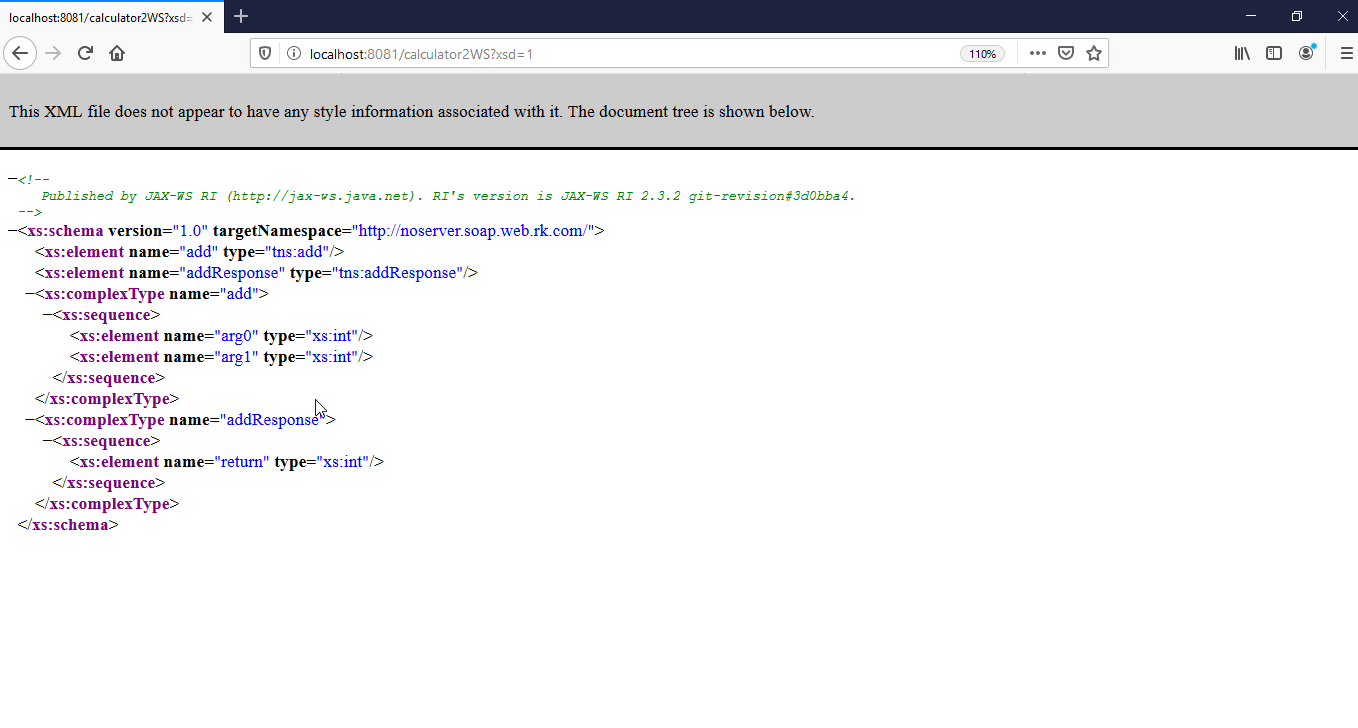 localhost:8081/calculator2WS?xsd=
localhost:8081/calculator2WS?xsd=1
110%
This XML file does not appear to have any style information associated with it. The document tree is shown below.
−<!--
Published by JAX-WS RI (http://jax-ws.java.net). RI's version is JAX-WS RI 2.3.2 git-revision#3d0bba4.
-->
−<xs:schema version="1.0" targetNamespace="http://noserver.soap.web.rk.com/">
<xs:element name="add" type="tns:add"/>
<xs:element name="addResponse" type="tns:addResponse"/>
−<xs:complexType name="add">
−<xs:sequence>
<xs:element name="arg0" type="xs:int"/>
<xs:element name="arg1" type="xs:int"/>
</xs:sequence>
</xs:complexType>
−<xs:complexType name="addResponse">
−<xs:sequence>
<xs:element name="return" type="xs:int"/>
</xs:sequence>
</xs:complexType>
</xs:schema>